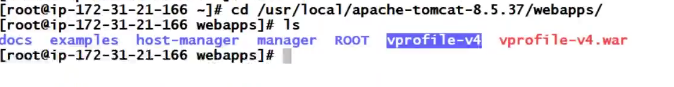 [root@ip-172-31-21-166 ~]# cd /usr/local/apache-tomcat-8.5.37/webapps/
[root@ip-172-31-21-166 webapps]# ls
docs examples host-manager manager ROOT vprofile-v4 vprofile-v4.war
[root@ip-172-31-21-166 webapps]#